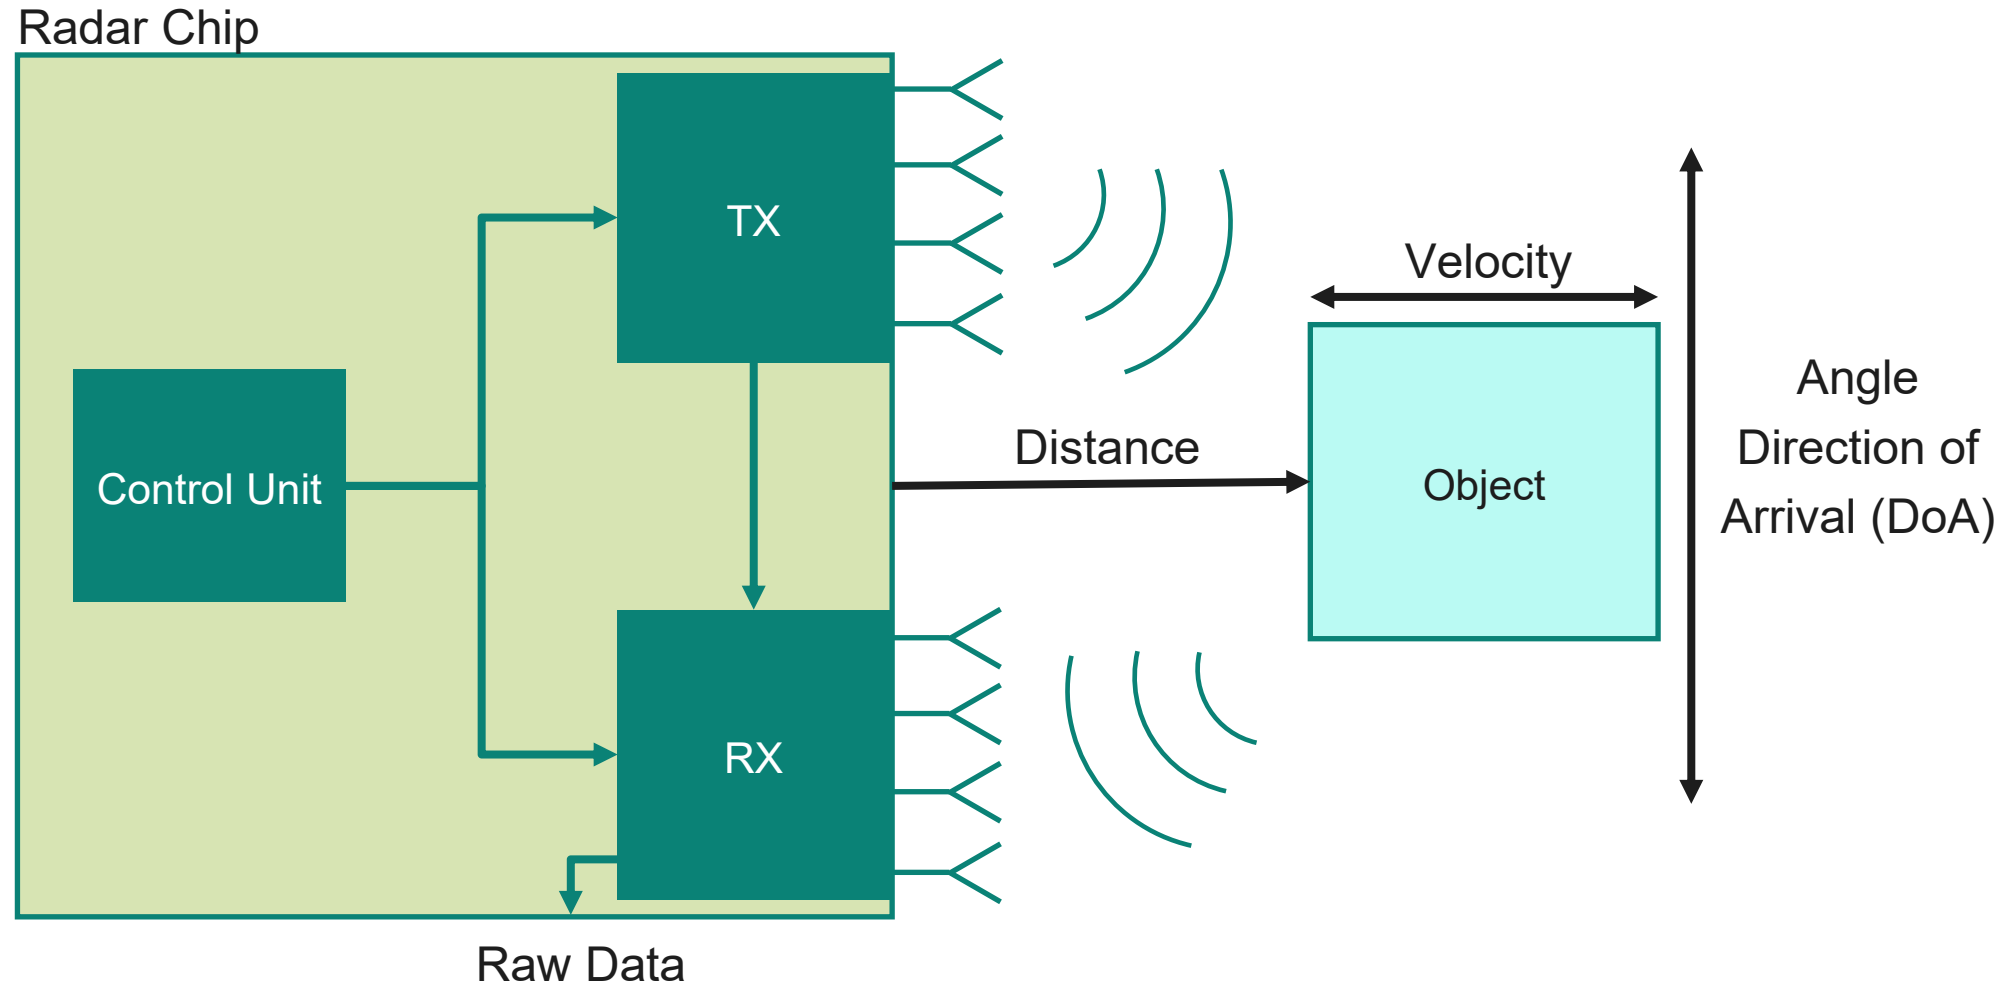 Radar Chip
TX
Velocity
Angle
Direction of
Arrival (DoA)
Distance
Control Unit
Object
RX
Raw Data